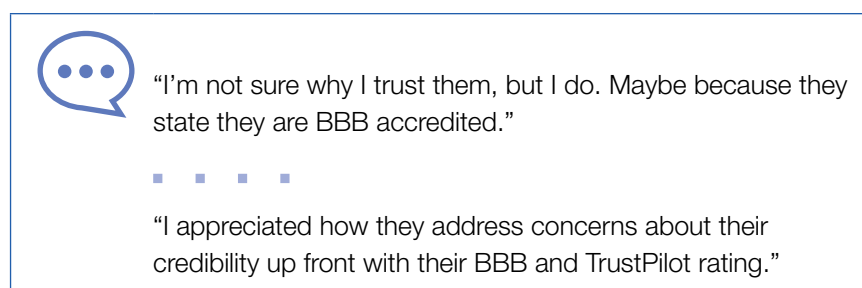 “I’m not sure why I trust them, but I do. Maybe because they
state they are BBB accredited.”
“I appreciated how they address concerns about their
credibility up front with their BBB and TrustPilot rating.”